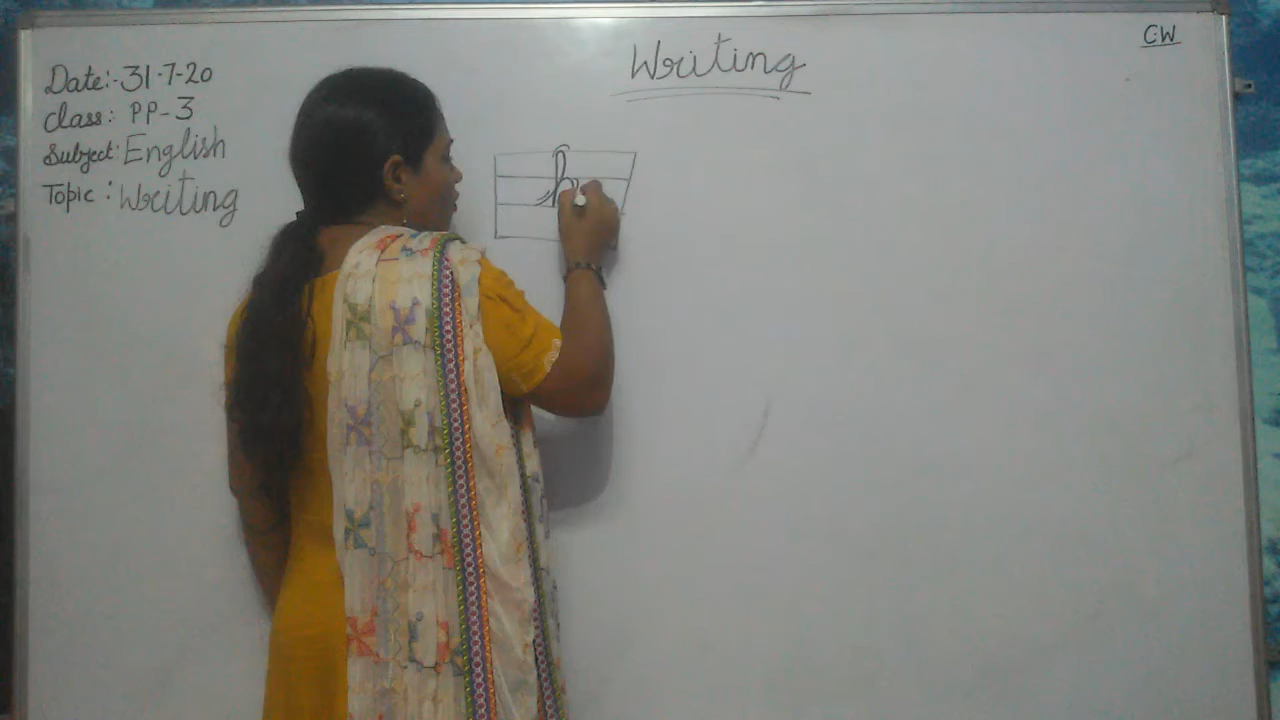 Writing
CW
Date:-31-7-20
Class: PP-3
Subject: English
Topic: Writing
h